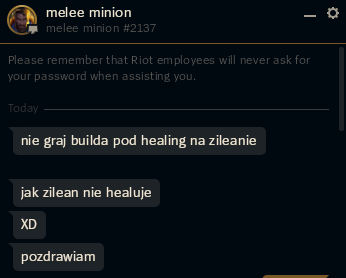 melee minion
melee minion #2137
Please remember that Riot employees will never ask for
your password when assisting you.
Today
nie graj builda pod healing na zileanie
jak zilean nie healuje
XD
pozdrawiam